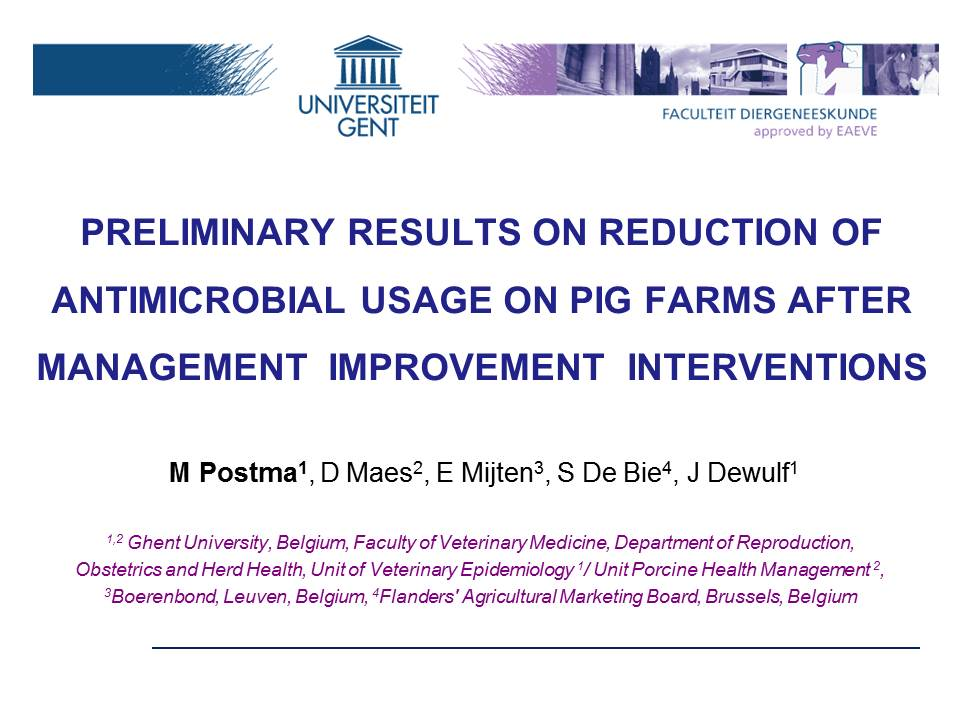 UNIVERSITEIT
GENT
FACULTEIT DIERGENEESKUNDE
approved by EAEVE
PRELIMINARY RESULTS ON REDUCTION OF
ANTIMICROBIAL USAGE ON PIG FARMS AFTER
MANAGEMENT IMPROVEMENT INTERVENTIONS
M Postma¹, D Maes², E Mijten³, S De Bie⁴, J Dewulf¹
¹,² Ghent University, Belgium, Faculty of Veterinary Medicine, Department of Reproduction,
Obstetrics and Herd Health, Unit of Veterinary Epidemiology ¹/ Unit Porcine Health Management ²,
³Boerenbond, Leuven, Belgium, ⁴Flanders' Agricultural Marketing Board, Brussels, Belgium